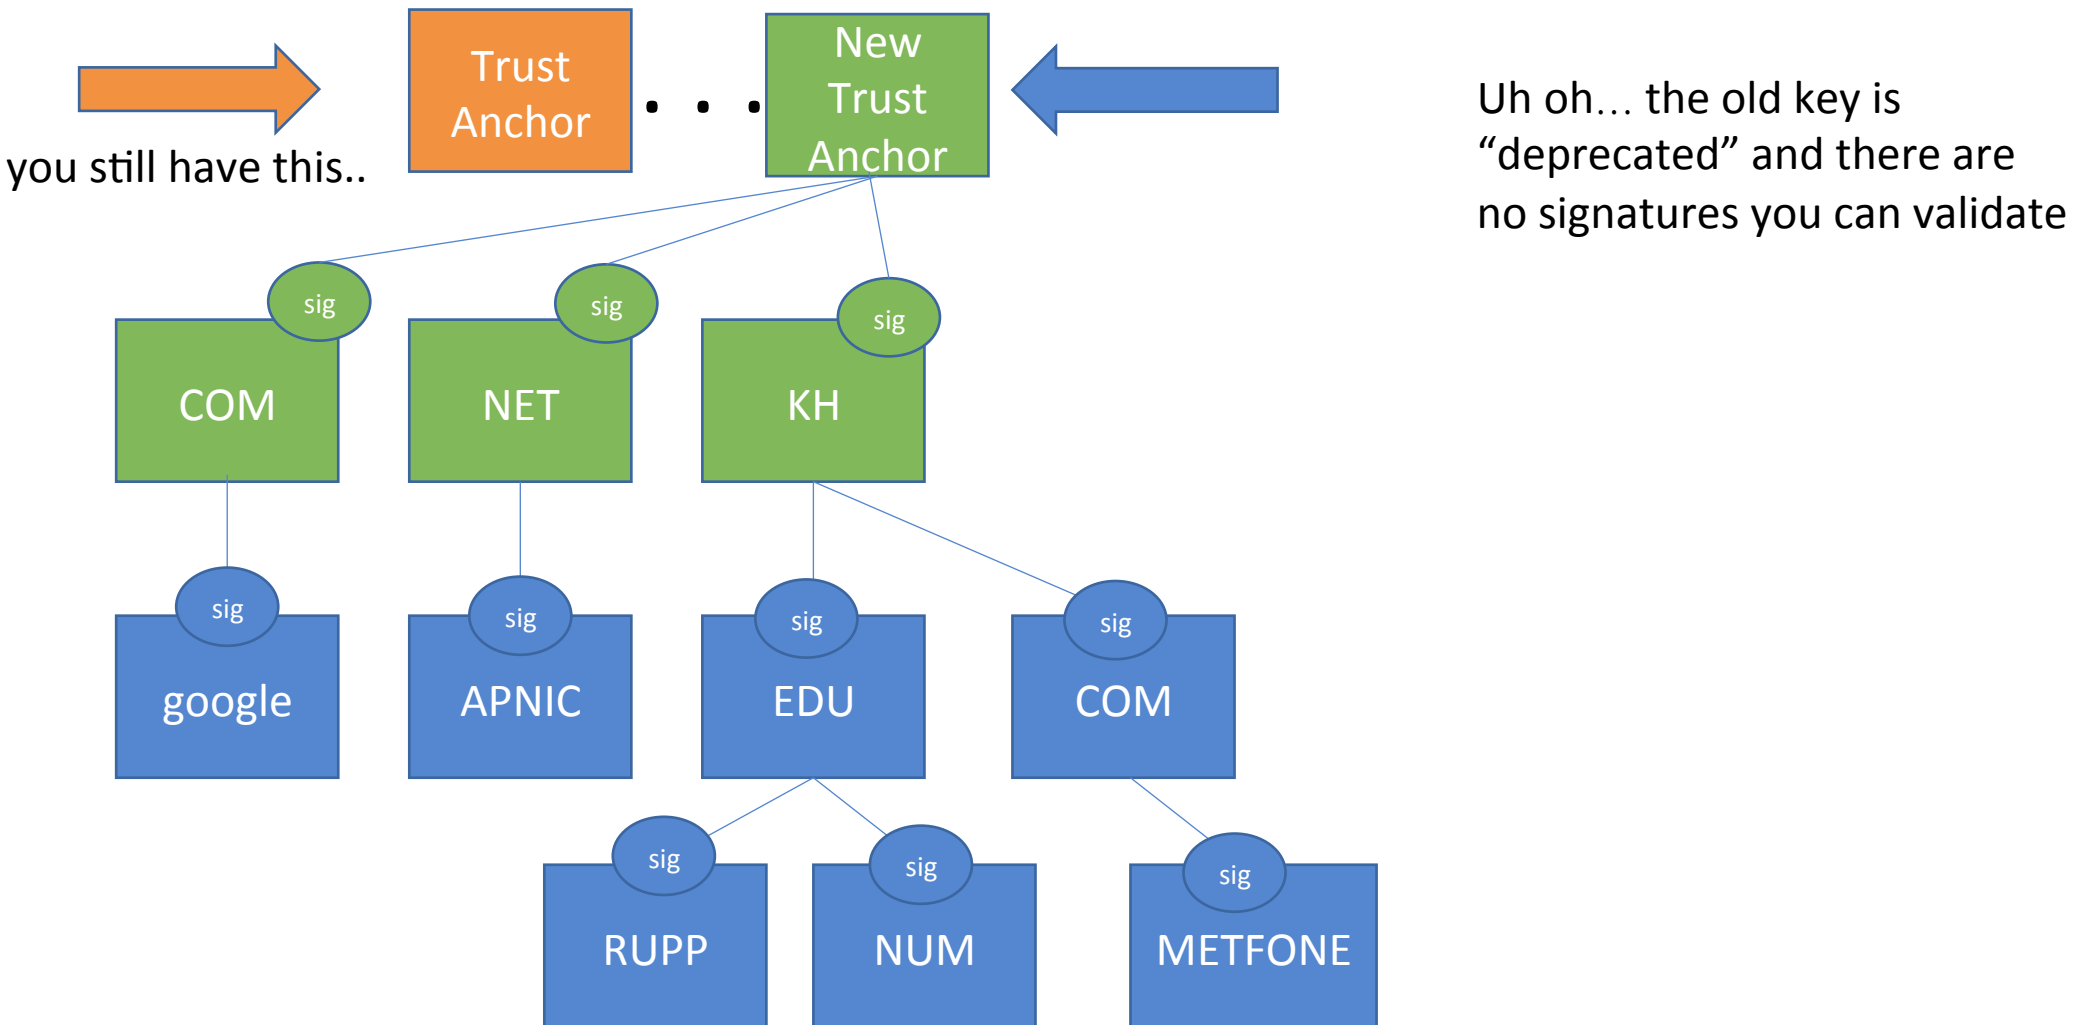 Trust
Anchor
. . .
New
Trust
Anchor
you still have this..
Uh oh… the old key is
“deprecated” and there are
no signatures you can validate
sig
sig
sig
COM
NET
KH
sig
sig
sig
sig
google
APNIC
EDU
COM
sig
sig
sig
RUPP
NUM
METFONE